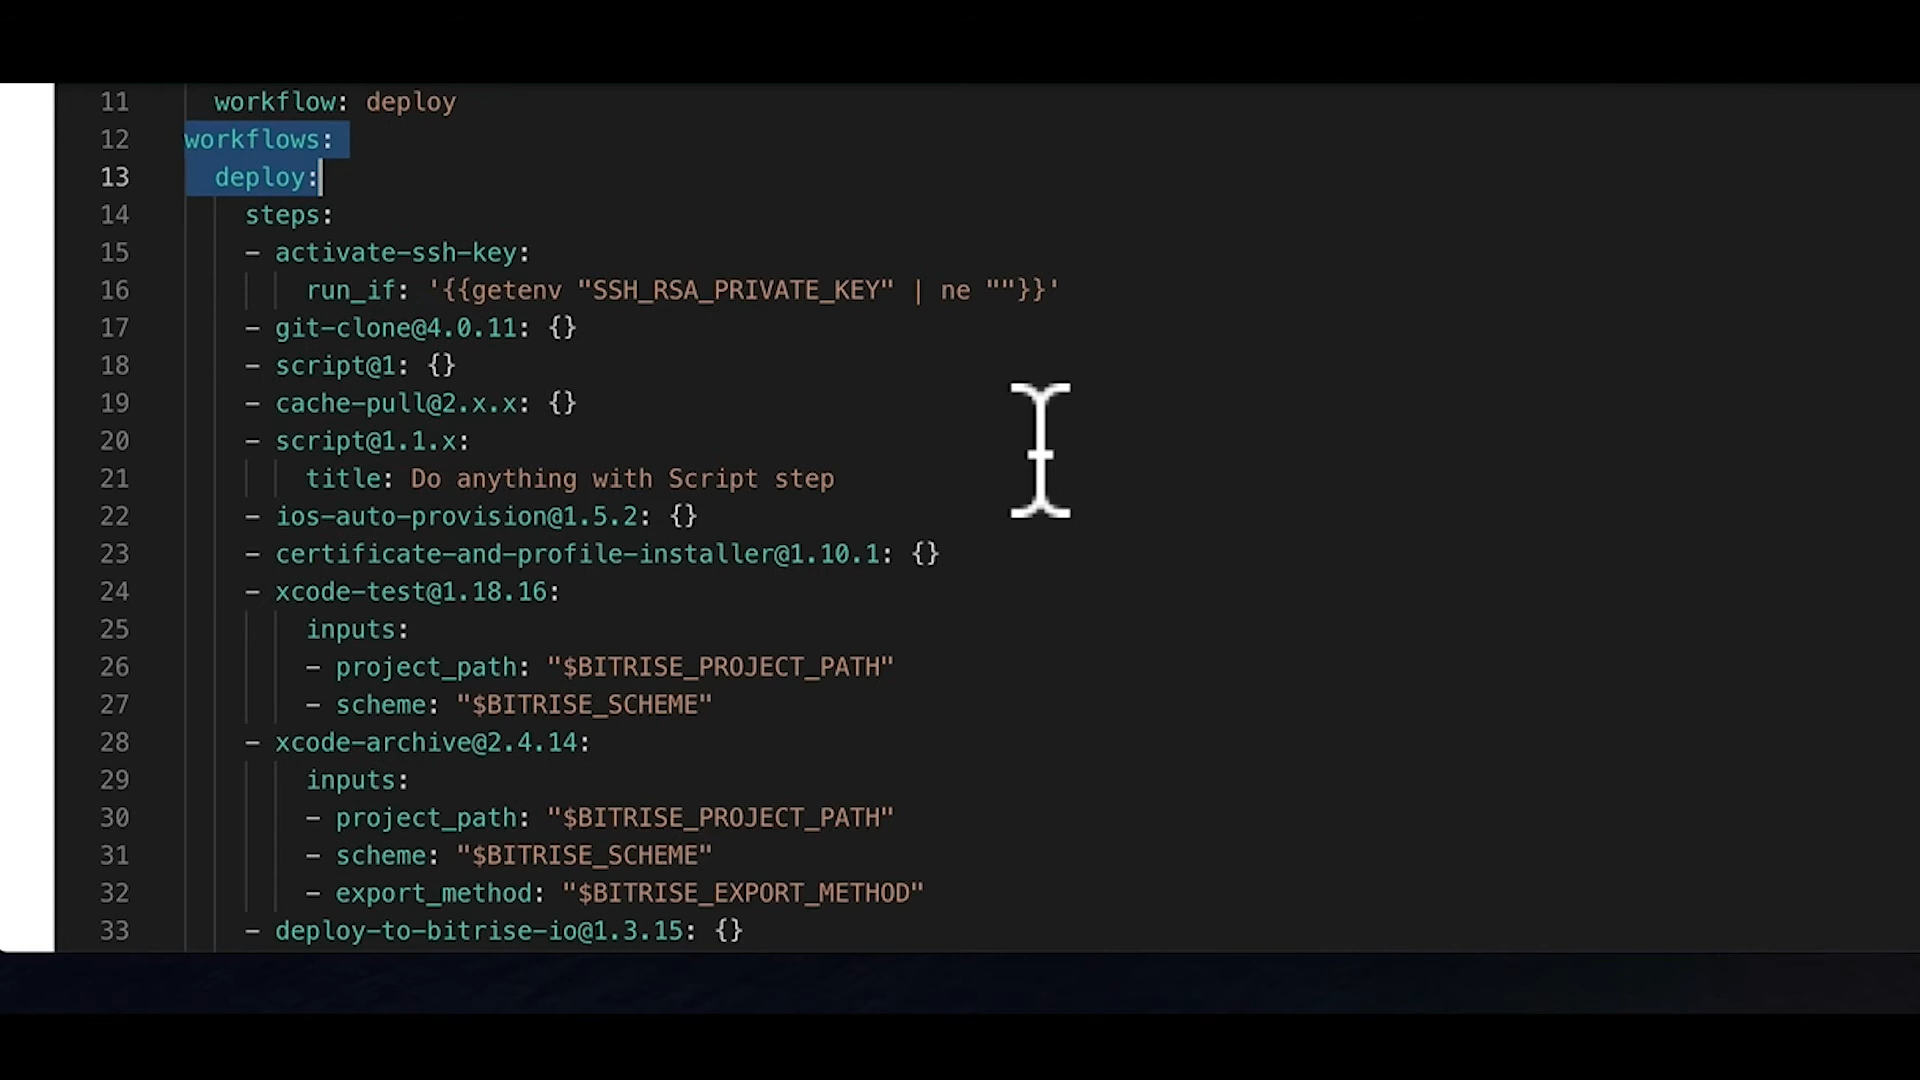 11 workflow: deploy
12 workflows:
13 deploy:
14 steps:
15 - activate-ssh-key:
16 run_if: '{{getenv "SSH_RSA_PRIVATE_KEY" | ne ""}}'
17 - git-clone@4.0.11: {}
18 - script@1: {}
19 - cache-pull@2.x.x: {}
20 - script@1.1.x:
21 title: Do anything with Script step
22 - ios-auto-provision@1.5.2: {}
23 - certificate-and-profile-installer@1.10.1: {}
24 - xcode-test@1.18.16:
25 inputs:
26 - project_path: "$BITRISE_PROJECT_PATH"
27 - scheme: "$BITRISE_SCHEME"
28 - xcode-archive@2.4.14:
29 inputs:
30 - project_path: "$BITRISE_PROJECT_PATH"
31 - scheme: "$BITRISE_SCHEME"
32 - export_method: "$BITRISE_EXPORT_METHOD"
33 - deploy-to-bitrise-io@1.3.15: {}